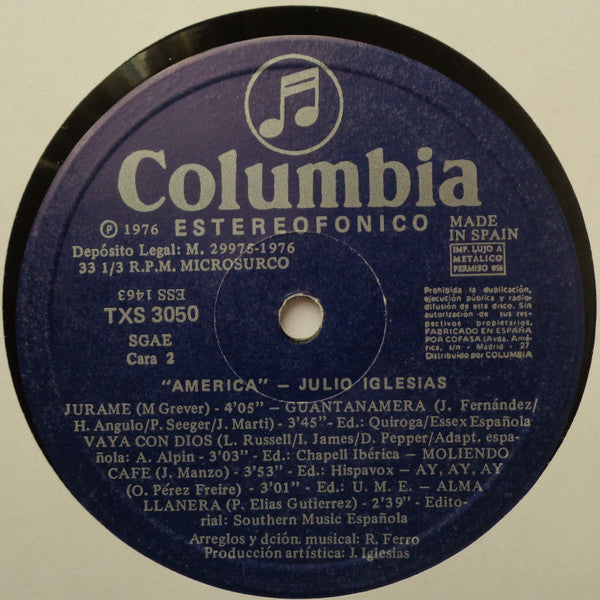 Columbia
℗ 1976 ESTEREOFONICO
MADE
IN SPAIN
Depósito Legal: M. 29975-1976
33 1/3 R.P.M. MICROSURCO
IMP. LUJO A
METALICO
PERMISO 956
ESS 1463
TXS 3050
SGAE
Cara 2
Prohibida la duplicación,
ejecución pública y radio-
difusión de este disco. Sin
autorización de sus res-
pectivos propietarios.
FABRICADO EN ESPAÑA
POR COFASA (Avda. Amé-
rica, s/n - Madrid - 27
Distribuido por COLUMBIA
"AMERICA" - JULIO IGLESIAS
JURAME (M Grever) - 4'05" - GUANTANAMERA (J. Fernández/
H. Angulo/P. Seeger/J. Martí) - 3'45" - Ed.: Quiroga/Essex Española
VAYA CON DIOS (L. Russell/I. James/D. Pepper/Adapt. espa-
ñola: A. Alpin - 3'03" - Ed.: Chapell Ibérica - MOLIENDO
CAFE (J. Manzo) - 3'53" - Ed.: Hispavox - AY, AY, AY
(O. Pérez Freire) - 3'01" - Ed.: U. M. E. - ALMA
LLANERA (P. Elias Gutierrez) - 2'39" - Edito-
rial: Southern Music Española
Arreglos y dción. musical: R. Ferro
Producción artística: J. Iglesias